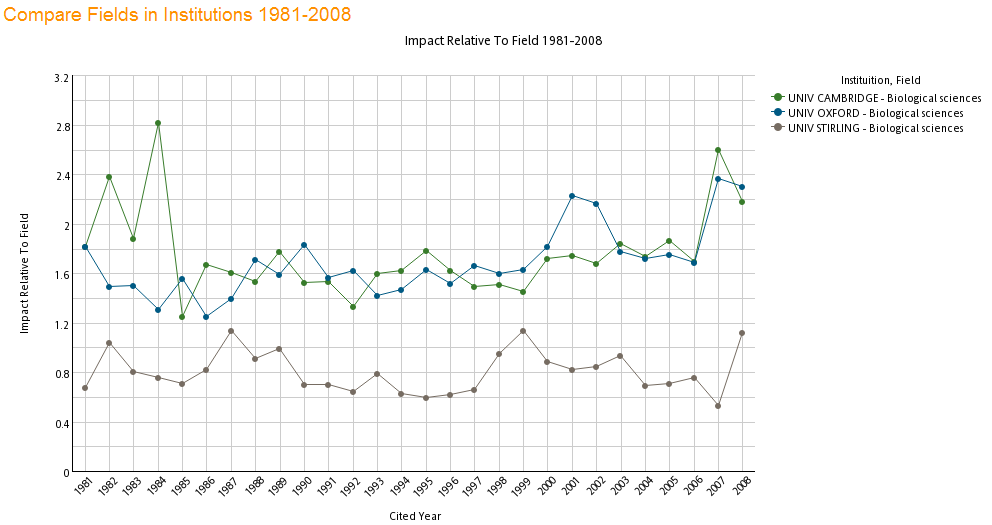 Compare Fields in Institutions 1981-2008
Impact Relative To Field 1981-2008
Instituition, Field
UNIV CAMBRIDGE - Biological sciences
UNIV OXFORD - Biological sciences
UNIV STIRLING - Biological sciences
Impact Relative To Field
3.2
2.8
2.4
2
1.6
1.2
0.8
0.4
0
1981 1982 1983 1984 1985 1986 1987 1988 1989 1990 1991 1992 1993 1994 1995 1996 1997 1998 1999 2000 2001 2002 2003 2004 2005 2006 2007 2008
Cited Year